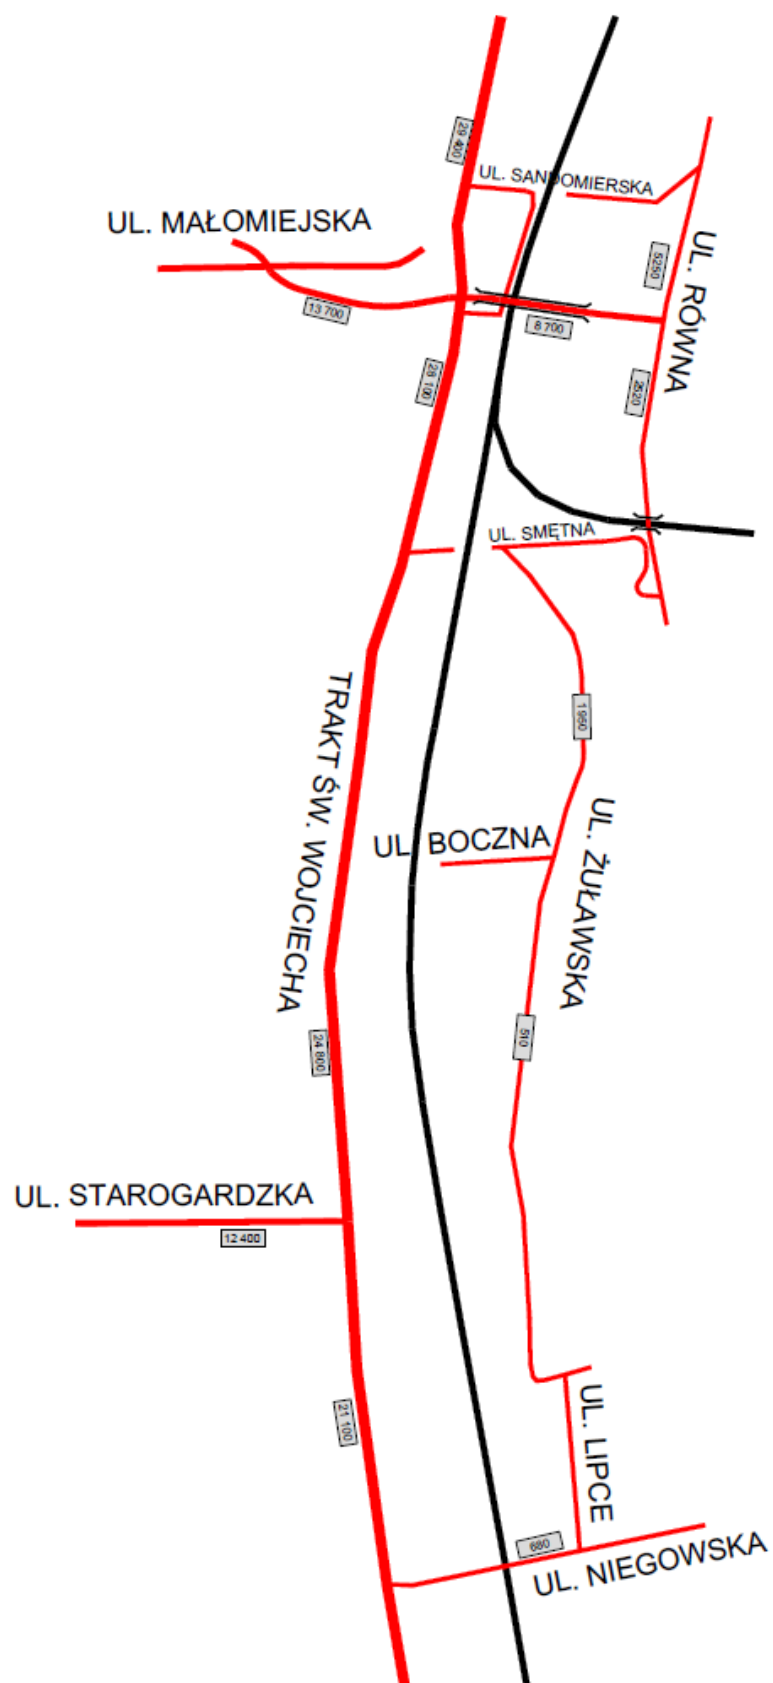 29 400
UL. SANDOMIERSKA
UL. MAŁOMIEJSKA
5250
UL. RÓWNA
13 700
8 700
28 100
2520
UL. SMĘTNA
TRAKT ŚW. WOJCIECHA
1950
UL. BOCZNA
UL. ŻUŁAWSKA
510
24 800
UL. STAROGARDZKA
12 400
21 100
UL. LIPCE
680
UL. NIEGOWSKA